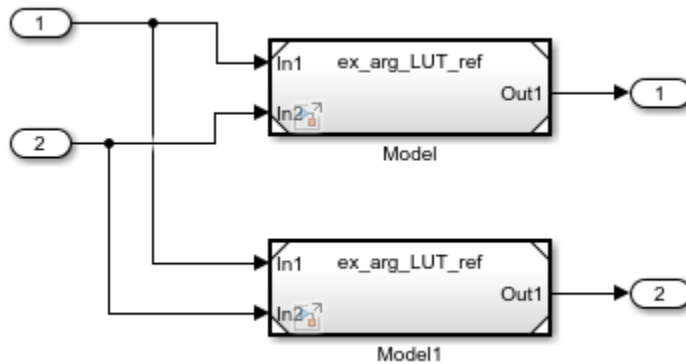 1
In1
ex_arg_LUT_ref
Out1
1
In2
2
Model
In1
ex_arg_LUT_ref
Out1
2
In2
Model1